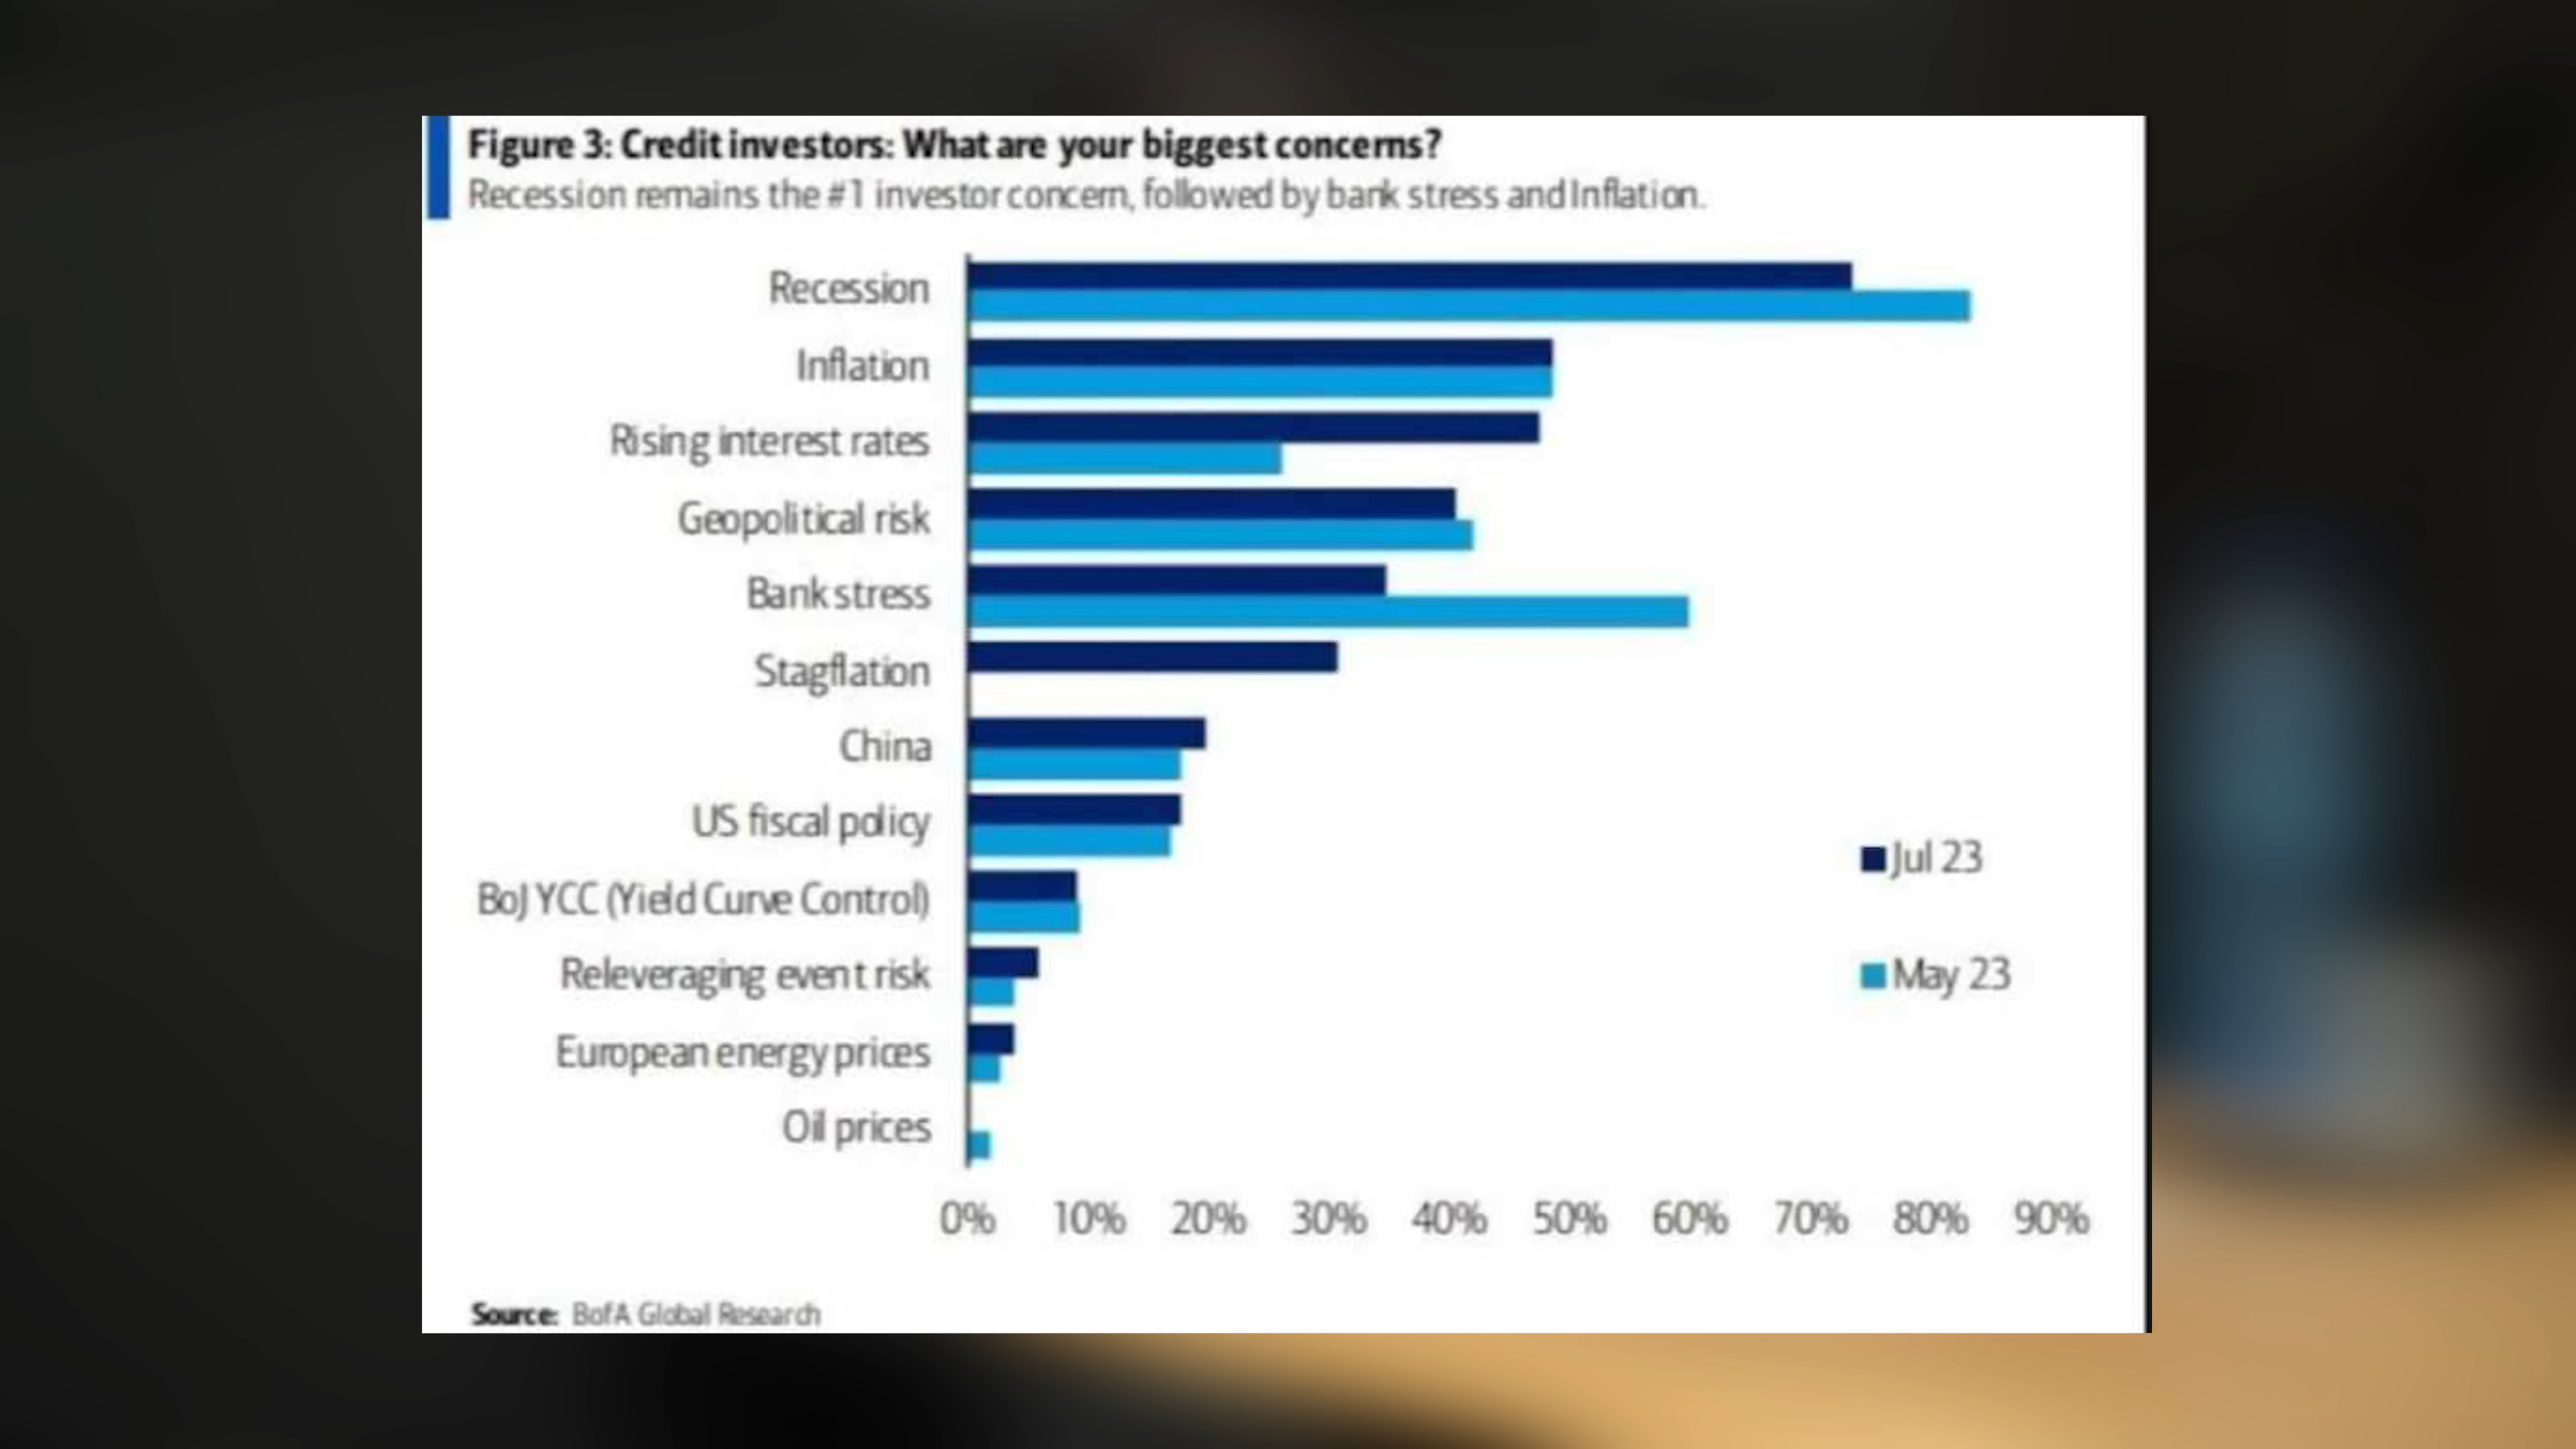 Figure 3: Credit investors: What are your biggest concerns?
Recession remains the #1 investor concern, followed by bank stress and Inflation.
Recession
Inflation
Rising interest rates
Geopolitical risk
Bank stress
Stagflation
China
US fiscal policy
BoJ YCC (Yield Curve Control)
Releveraging event risk
European energy prices
Oil prices
Jul 23
May 23
0% 10% 20% 30% 40% 50% 60% 70% 80% 90%
Source: BofA Global Research